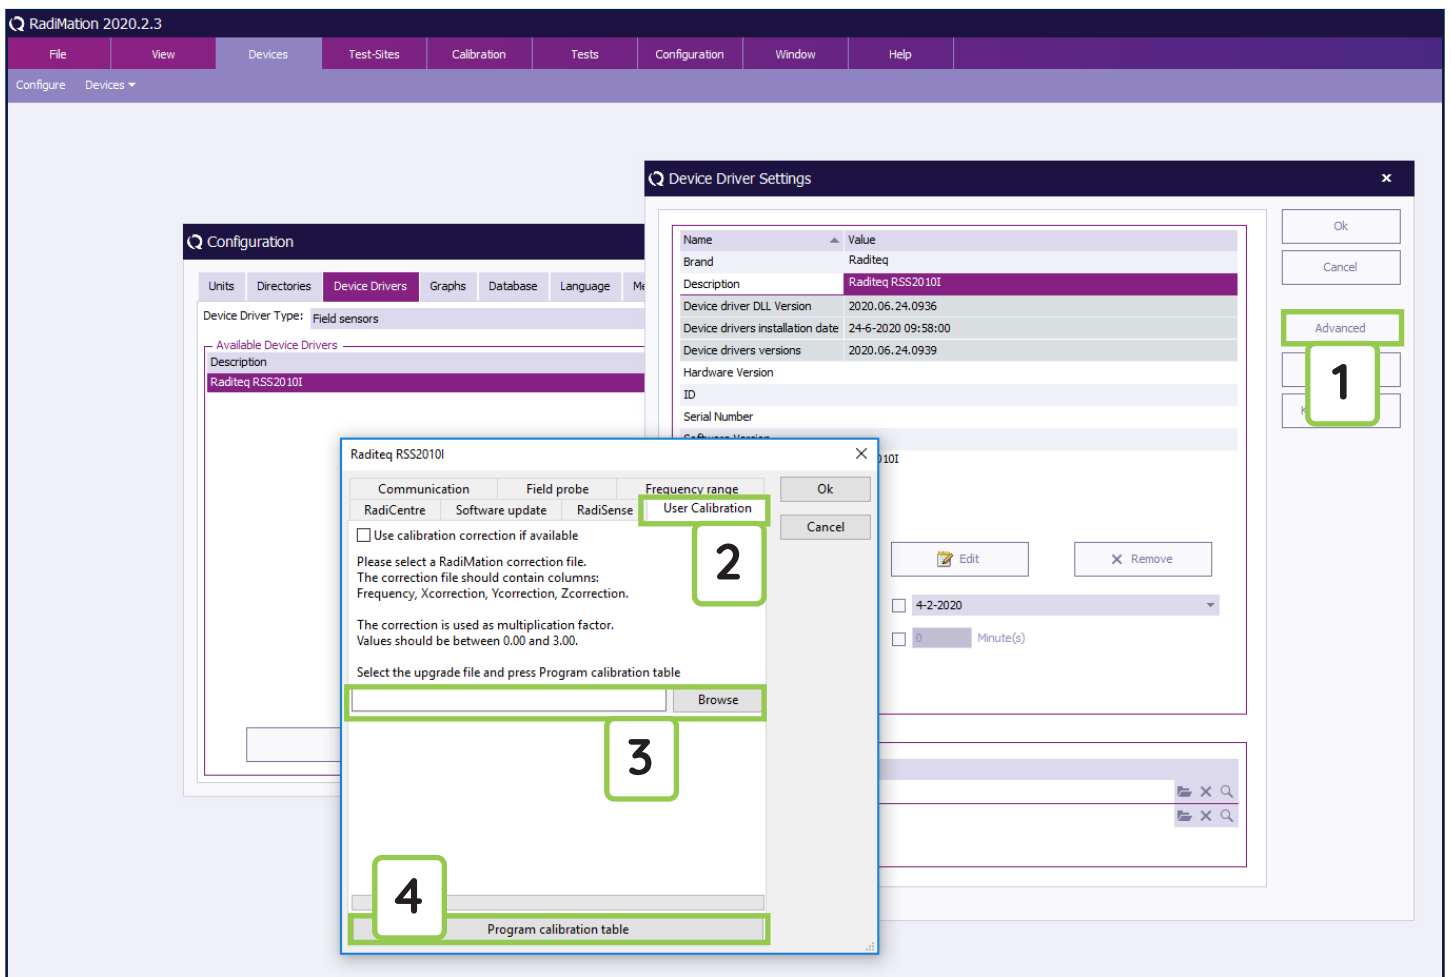 RadiMation 2020.2.3
File View Devices Test-Sites Calibration Tests Configuration Window Help
Configure Devices
Device Driver Settings
Name Value
Brand Raditeq
Description Raditeq RSS2010I
Device driver DLL Version 2020.06.24.0936
Device drivers installation date 24-6-2020 09:58:00
Device drivers versions 2020.06.24.0939
Hardware Version
ID
Serial Number
Software Version
Ok
Cancel
Advanced
1
Edit
Remove
4-2-2020
0 Minute(s)
Configuration
Units Directories Device Drivers Graphs Database Language
Device Driver Type: Field sensors
Available Device Drivers
Description
Raditeq RSS2010I
Raditeq RSS2010I
Communication Field probe Frequency range
RadiCentre Software update RadiSense User Calibration
Ok
Cancel
2
Use calibration correction if available
Please select a RadiMation correction file.
The correction file should contain columns:
Frequency, Xcorrection, Ycorrection, Zcorrection.
The correction is used as multiplication factor.
Values should be between 0.00 and 3.00.
Select the upgrade file and press Program calibration table
Browse
3
4
Program calibration table